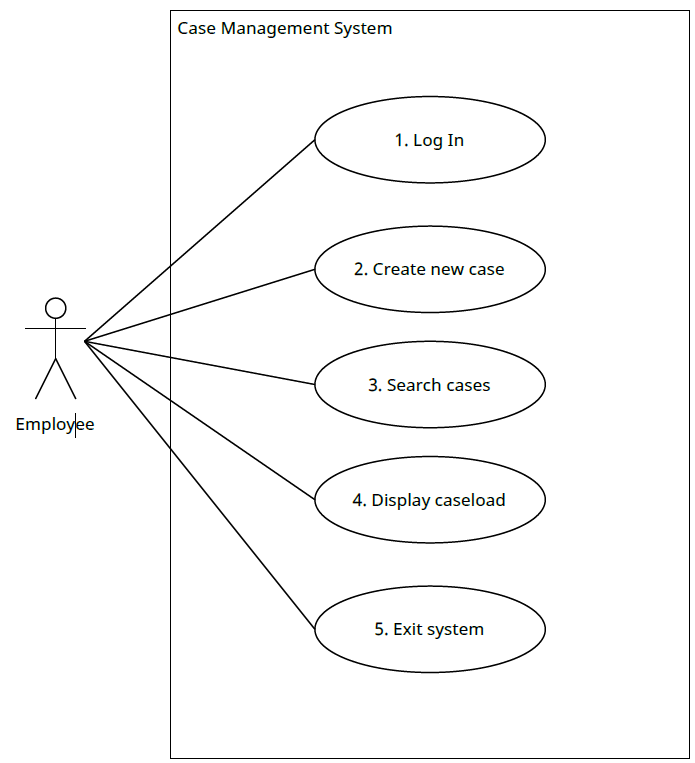 Case Management System
1. Log In
2. Create new case
3. Search cases
4. Display caseload
5. Exit system
Employee